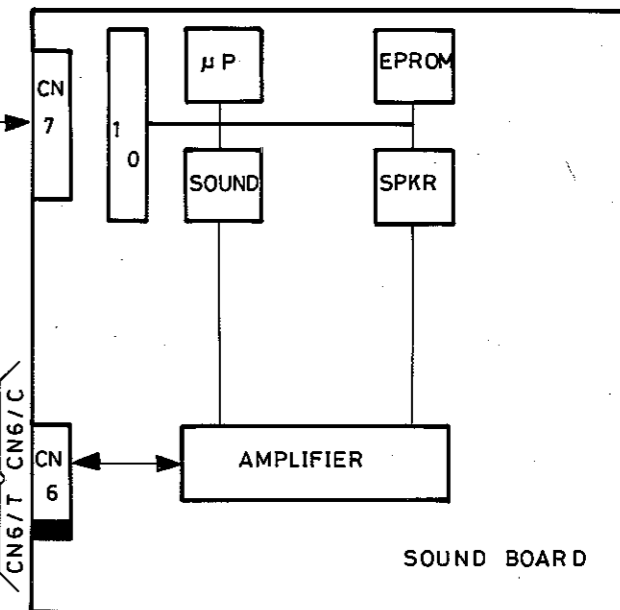 µP
EPROM
CN
7
1
0
SOUND
SPKR
CN6/T CN6/C
CN
6
AMPLIFIER
SOUND BOARD